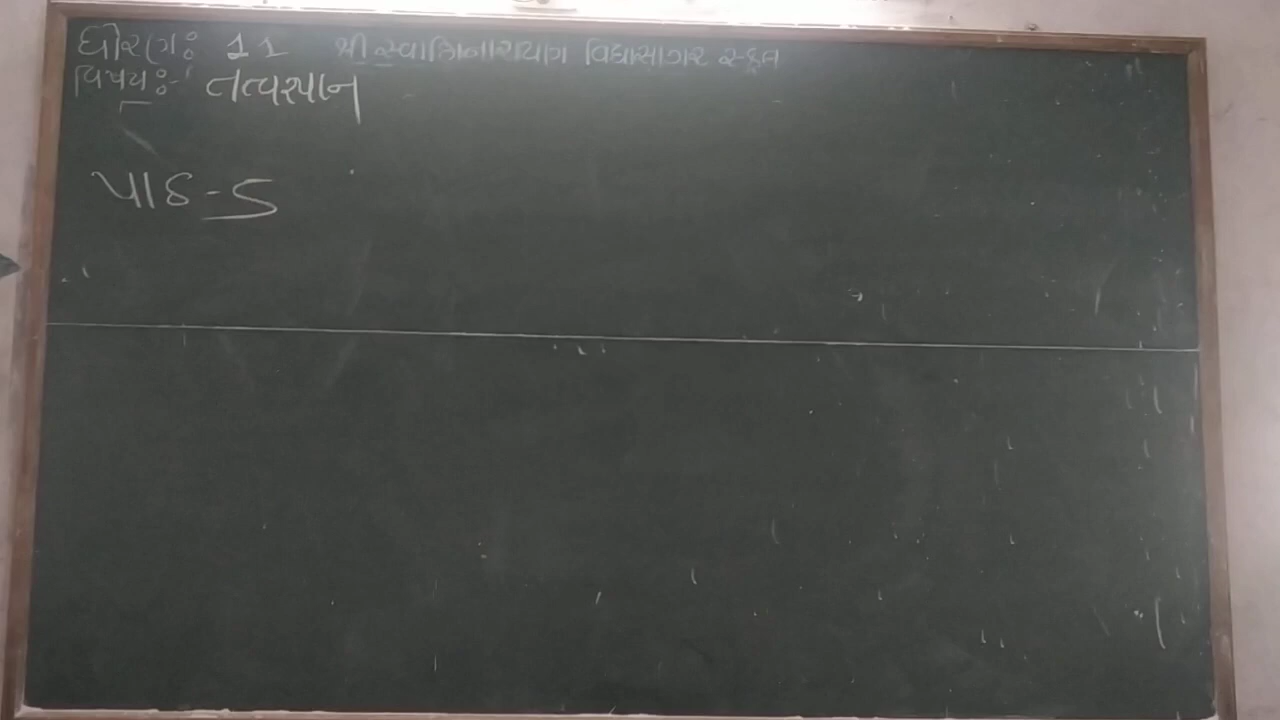 ધોરણ: 11 શ્રી સ્વામિનારાયણ વિદ્યાસાગર સ્કૂલ
વિષય:- તત્વજ્ઞાન
પાઠ-5